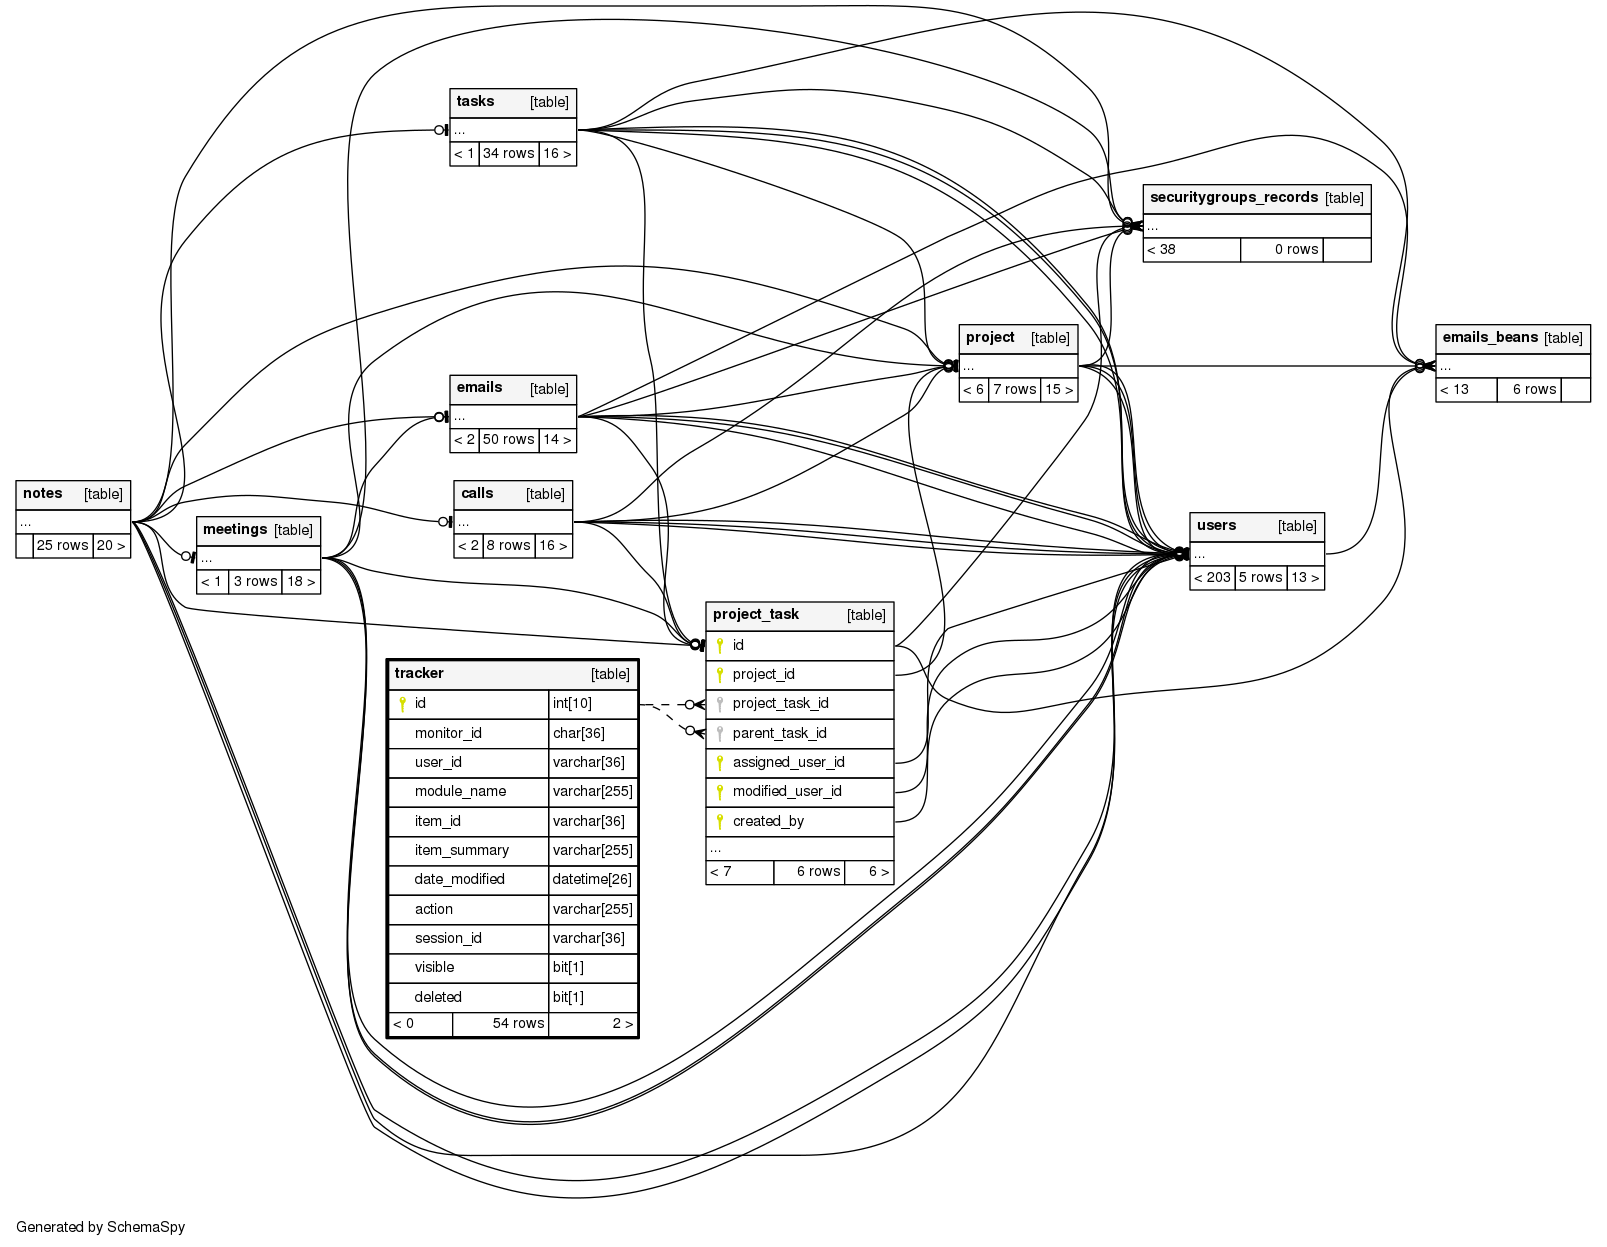 tasks [table]
...
< 1 34 rows 16 >
securitygroups_records [table]
...
< 38 0 rows
project [table]
...
< 6 7 rows 15 >
emails_beans [table]
...
< 13 6 rows
emails [table]
...
< 2 50 rows 14 >
notes [table]
...
25 rows 20 >
calls [table]
...
< 2 8 rows 16 >
meetings [table]
...
< 1 3 rows 18 >
users [table]
...
< 203 5 rows 13 >
project_task [table]
id
project_id
project_task_id
parent_task_id
assigned_user_id
modified_user_id
created_by
...
< 7 6 rows 6 >
tracker [table]
id int[10]
monitor_id char[36]
user_id varchar[36]
module_name varchar[255]
item_id varchar[36]
item_summary varchar[255]
date_modified datetime[26]
action varchar[255]
session_id varchar[36]
visible bit[1]
deleted bit[1]
< 0 54 rows 2 >
Generated by SchemaSpy